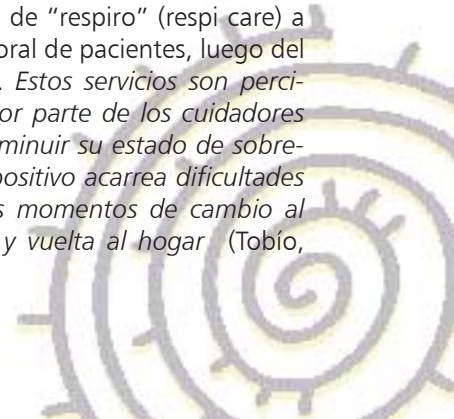 de “respiro” (respi care) a
oral de pacientes, luego del
. Estos servicios son perci-
or parte de los cuidadores
minuir su estado de sobre-
positivo acarrea dificultades
s momentos de cambio al
y vuelta al hogar (Tobío,